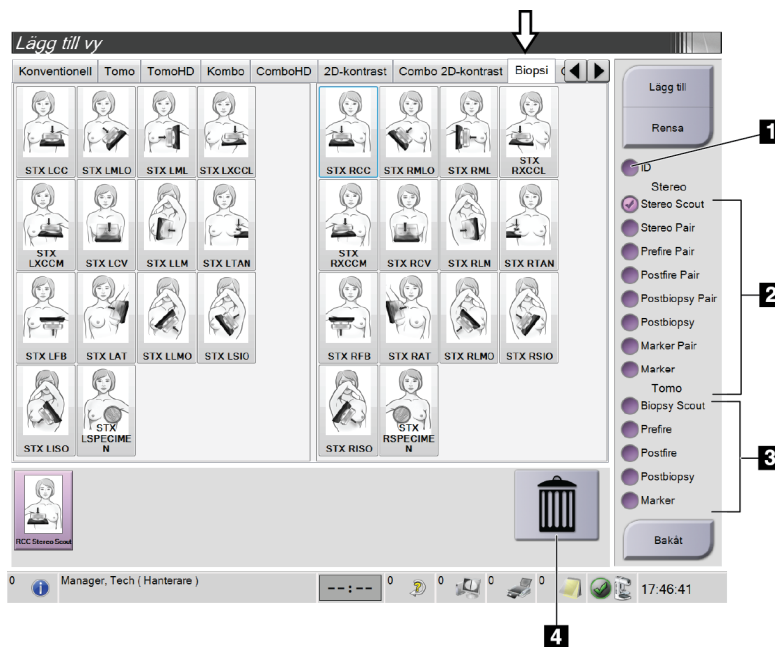 Lägg till vy
Konventionell Tomo TomoHD Kombo ComboHD 2D-kontrast Combo 2D-kontrast Biopsi
STX LCC STX LMLO STX LML STX LXCCL
STX RCC STX RMLO STX RML STX
RXCCL
STX
LXCCM STX LCV STX LLM STX LTAN
STX
RXCCM STX RCV STX RLM STX RTAN
STX LFB STX LAT STX LLMO STX LSIO
STX RFB STX RAT STX RLMO STX RSIO
STX LISO STX
LSPECIME
N
STX RISO STX
RSPECIME
N
Lägg till
Rensa
1
ID
Stereo
Stereo Scout
Stereo Pair
Prefire Pair
Postfire Pair
Postbiopsy Pair
Postbiopsy
Marker Pair
Marker
2
Tomo
Biopsy Scout
Prefire
Postfire
Postbiopsy
Marker
3
Bakåt
RCC Stereo Scout
0 Manager, Tech ( Hanterare ) --:-- 0 0 0 0 17:46:41
4